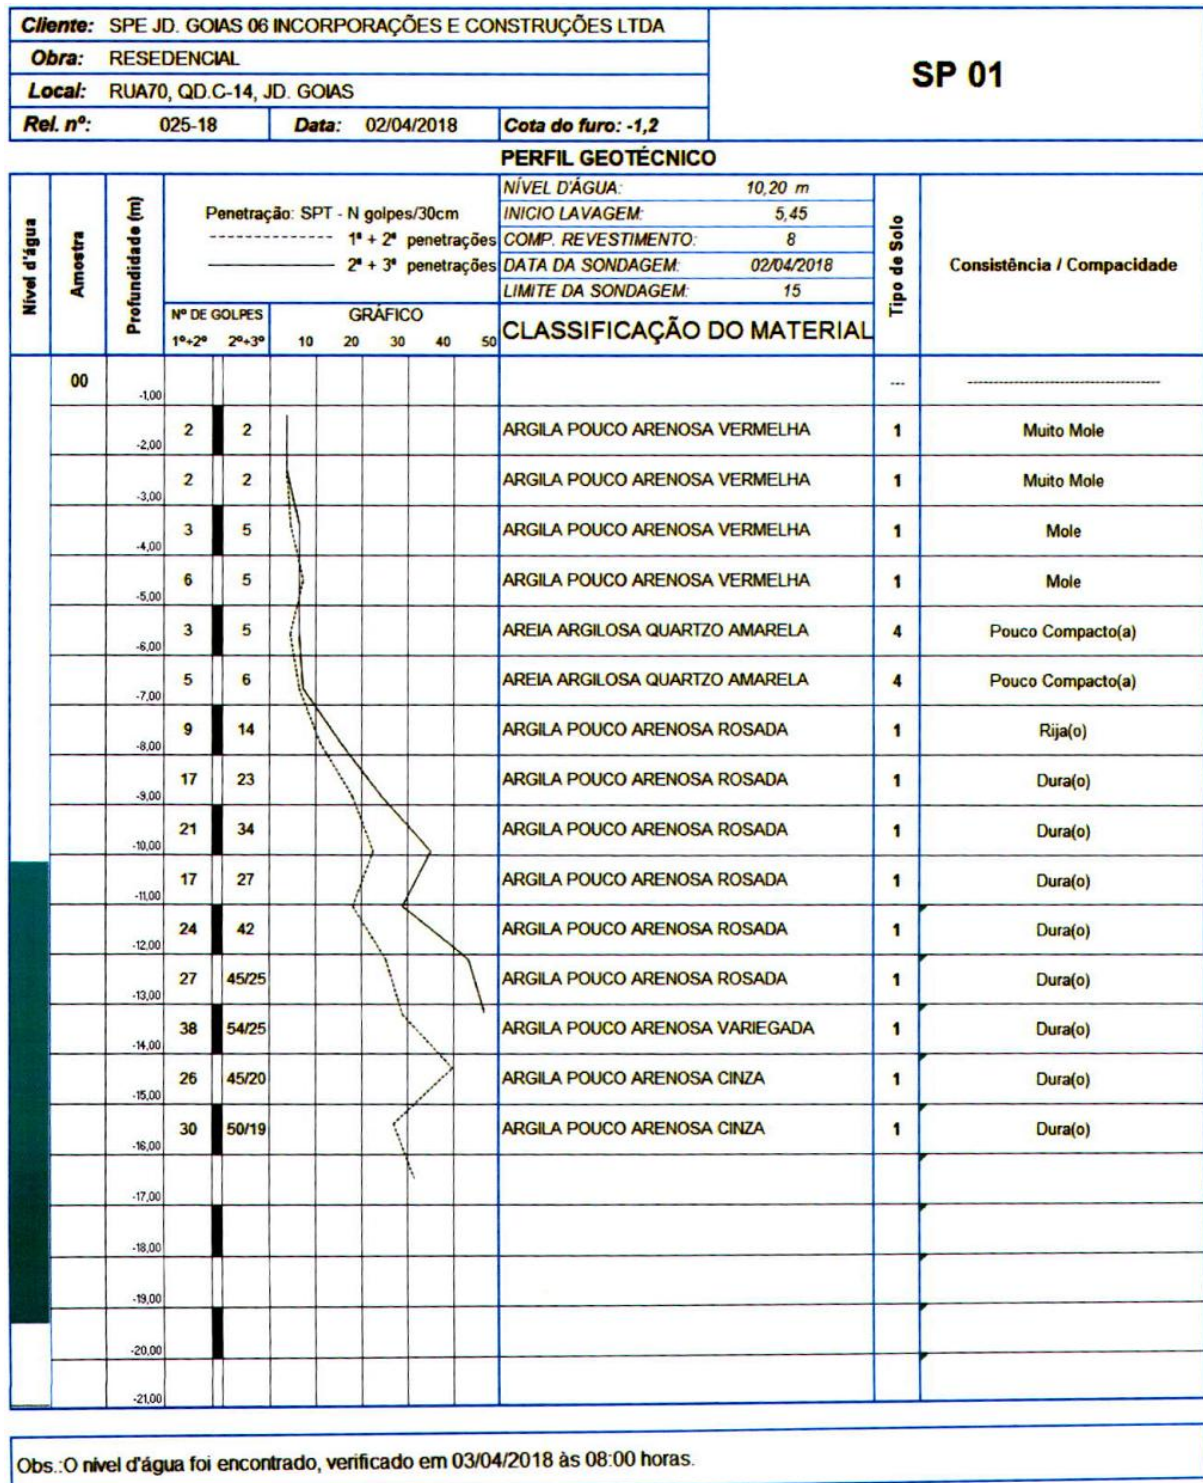 Cliente: SPE JD. GOIAS 06 INCORPORAÇÕES E CONSTRUÇÕES LTDA
Obra: RESEDENCIAL
Local: RUA70, QD.C-14, JD. GOIAS
Rel. nº: 025-18 Data: 02/04/2018 Cota do furo: -1,2
SP 01
PERFIL GEOTÉCNICO
Nível d'água
Amostra
Profundidade (m)
Penetração: SPT - N golpes/30cm
1ª + 2ª penetrações
2ª + 3ª penetrações
NÍVEL D'ÁGUA: 10,20 m
INICIO LAVAGEM: 5,45
COMP. REVESTIMENTO: 8
DATA DA SONDAGEM: 02/04/2018
LIMITE DA SONDAGEM: 15
Tipo de Solo
Consistência / Compacidade
Nº DE GOLPES
1º+2º 2º+3º
GRÁFICO
10 20 30 40 50
CLASSIFICAÇÃO DO MATERIAL
00 --- ---------------------------------
-1,00
2 2 ARGILA POUCO ARENOSA VERMELHA 1 Muito Mole
-2,00
2 2 ARGILA POUCO ARENOSA VERMELHA 1 Muito Mole
-3,00
3 5 ARGILA POUCO ARENOSA VERMELHA 1 Mole
-4,00
6 5 ARGILA POUCO ARENOSA VERMELHA 1 Mole
-5,00
3 5 AREIA ARGILOSA QUARTZO AMARELA 4 Pouco Compacto(a)
-6,00
5 6 AREIA ARGILOSA QUARTZO AMARELA 4 Pouco Compacto(a)
-7,00
9 14 ARGILA POUCO ARENOSA ROSADA 1 Rija(o)
-8,00
17 23 ARGILA POUCO ARENOSA ROSADA 1 Dura(o)
-9,00
21 34 ARGILA POUCO ARENOSA ROSADA 1 Dura(o)
-10,00
17 27 ARGILA POUCO ARENOSA ROSADA 1 Dura(o)
-11,00
24 42 ARGILA POUCO ARENOSA ROSADA 1 Dura(o)
-12,00
27 45/25 ARGILA POUCO ARENOSA ROSADA 1 Dura(o)
-13,00
38 54/25 ARGILA POUCO ARENOSA VARIEGADA 1 Dura(o)
-14,00
26 45/20 ARGILA POUCO ARENOSA CINZA 1 Dura(o)
-15,00
30 50/19 ARGILA POUCO ARENOSA CINZA 1 Dura(o)
-16,00
-17,00
-18,00
-19,00
-20,00
-21,00
Obs.:O nível d'água foi encontrado, verificado em 03/04/2018 às 08:00 horas.